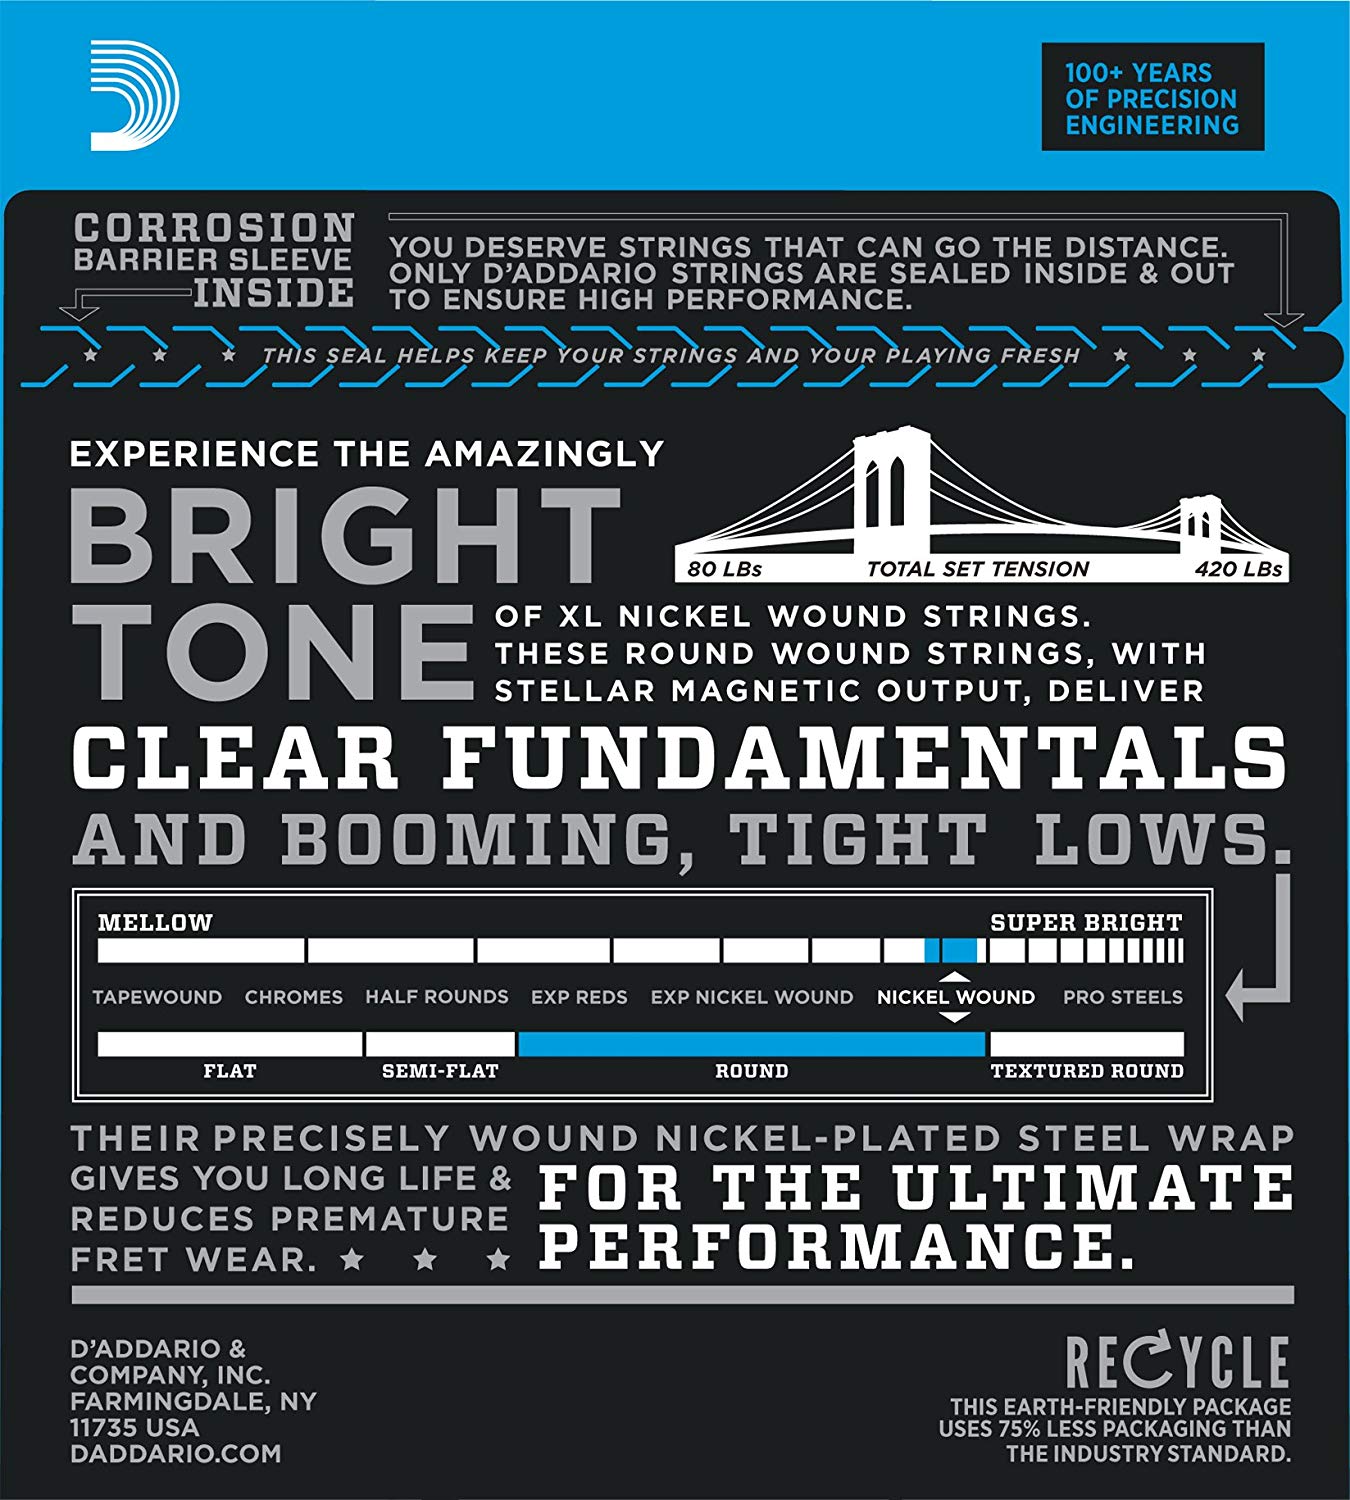 100+ YEARS
OF PRECISION
ENGINEERING
CORROSION
BARRIER SLEEVE
INSIDE
YOU DESERVE STRINGS THAT CAN GO THE DISTANCE.
ONLY D'ADDARIO STRINGS ARE SEALED INSIDE & OUT
TO ENSURE HIGH PERFORMANCE.
THIS SEAL HELPS KEEP YOUR STRINGS AND YOUR PLAYING FRESH
EXPERIENCE THE AMAZINGLY
BRIGHT
TONE
80 LBs TOTAL SET TENSION 420 LBs
OF XL NICKEL WOUND STRINGS.
THESE ROUND WOUND STRINGS, WITH
STELLAR MAGNETIC OUTPUT, DELIVER
CLEAR FUNDAMENTALS
AND BOOMING, TIGHT LOWS.
MELLOW SUPER BRIGHT
TAPEWOUND CHROMES HALF ROUNDS EXP REDS EXP NICKEL WOUND NICKEL WOUND PRO STEELS
FLAT SEMI-FLAT ROUND TEXTURED ROUND
THEIR PRECISELY WOUND NICKEL-PLATED STEEL WRAP
GIVES YOU LONG LIFE &
REDUCES PREMATURE
FRET WEAR.
FOR THE ULTIMATE
PERFORMANCE.
D'ADDARIO &
COMPANY, INC.
FARMINGDALE, NY
11735 USA
DADDARIO.COM
RECYCLE
THIS EARTH-FRIENDLY PACKAGE
USES 75% LESS PACKAGING THAN
THE INDUSTRY STANDARD.